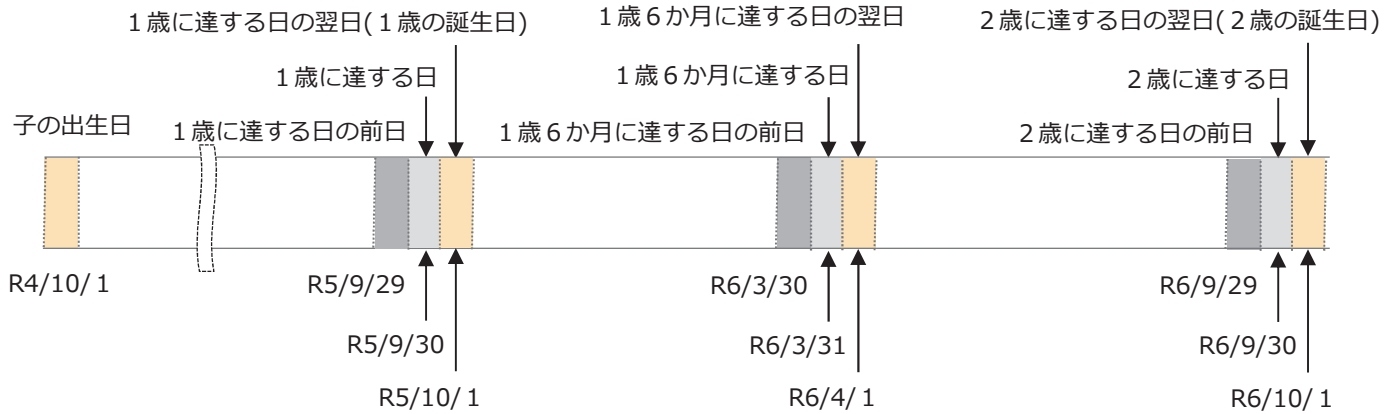 1歳に達する日の翌日(1歳の誕生日)
1歳6か月に達する日の翌日
2歳に達する日の翌日(2歳の誕生日)
1歳に達する日
1歳6か月に達する日
2歳に達する日
子の出生日
1歳に達する日の前日
1歳6か月に達する日の前日
2歳に達する日の前日
R4/10/1
R5/9/29
R6/3/30
R6/9/29
R5/9/30
R6/3/31
R6/9/30
R5/10/1
R6/4/1
R6/10/1